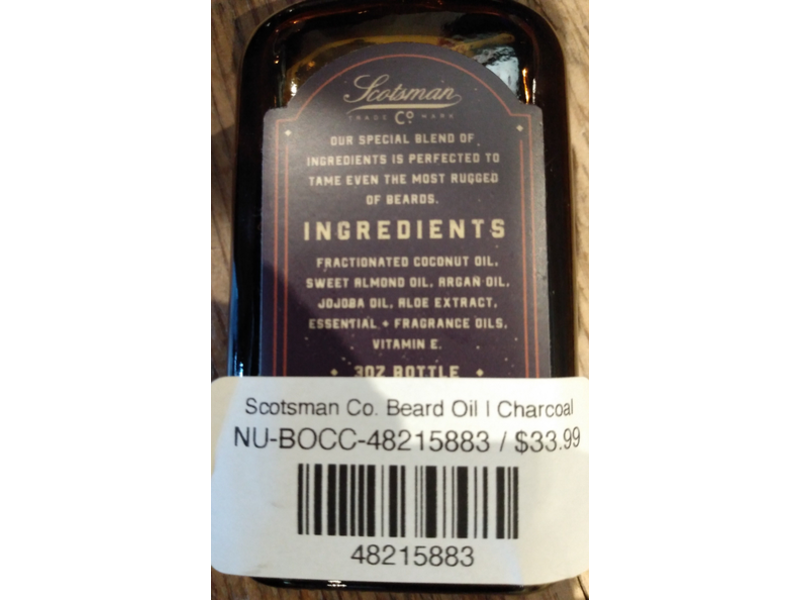 Scotsman
TRADE Co MARK
OUR SPECIAL BLEND OF
INGREDIENTS IS PERFECTED TO
TAME EVEN THE MOST RUGGED
OF BEARDS.
INGREDIENTS
FRACTIONATED COCONUT OIL,
SWEET ALMOND OIL, ARGAN OIL,
JOJOBA OIL, ALOE EXTRACT,
ESSENTIAL + FRAGRANCE OILS,
VITAMIN E.
3OZ BOTTLE
Scotsman Co. Beard Oil | Charcoal
NU-BOCC-48215883 / $33.99
48215883